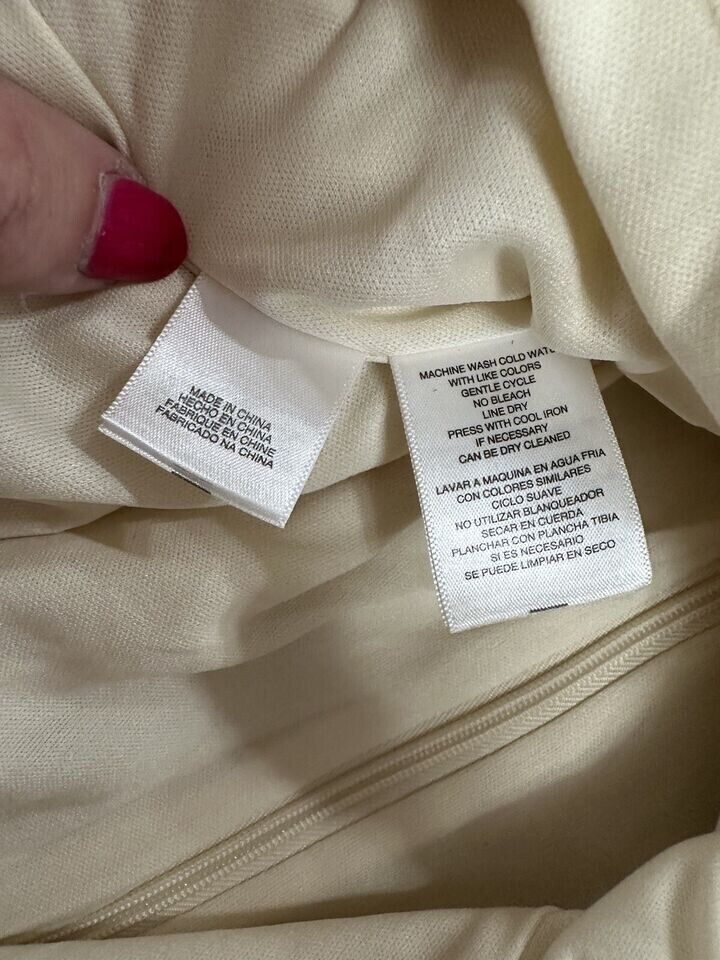 MADE IN CHINA
HECHO EN CHINA
FABRIQUE EN CHINE
FABRICADO NA CHINA
MACHINE WASH COLD WATE
WITH LIKE COLORS
GENTLE CYCLE
NO BLEACH
LINE DRY
PRESS WITH COOL IRON
IF NECESSARY
CAN BE DRY CLEANED
LAVAR A MAQUINA EN AGUA FRIA
CON COLORES SIMILARES
CICLO SUAVE
NO UTILIZAR BLANQUEADOR
SECAR EN CUERDA
PLANCHAR CON PLANCHA TIBIA
SI ES NECESARIO
SE PUEDE LIMPIAR EN SECO